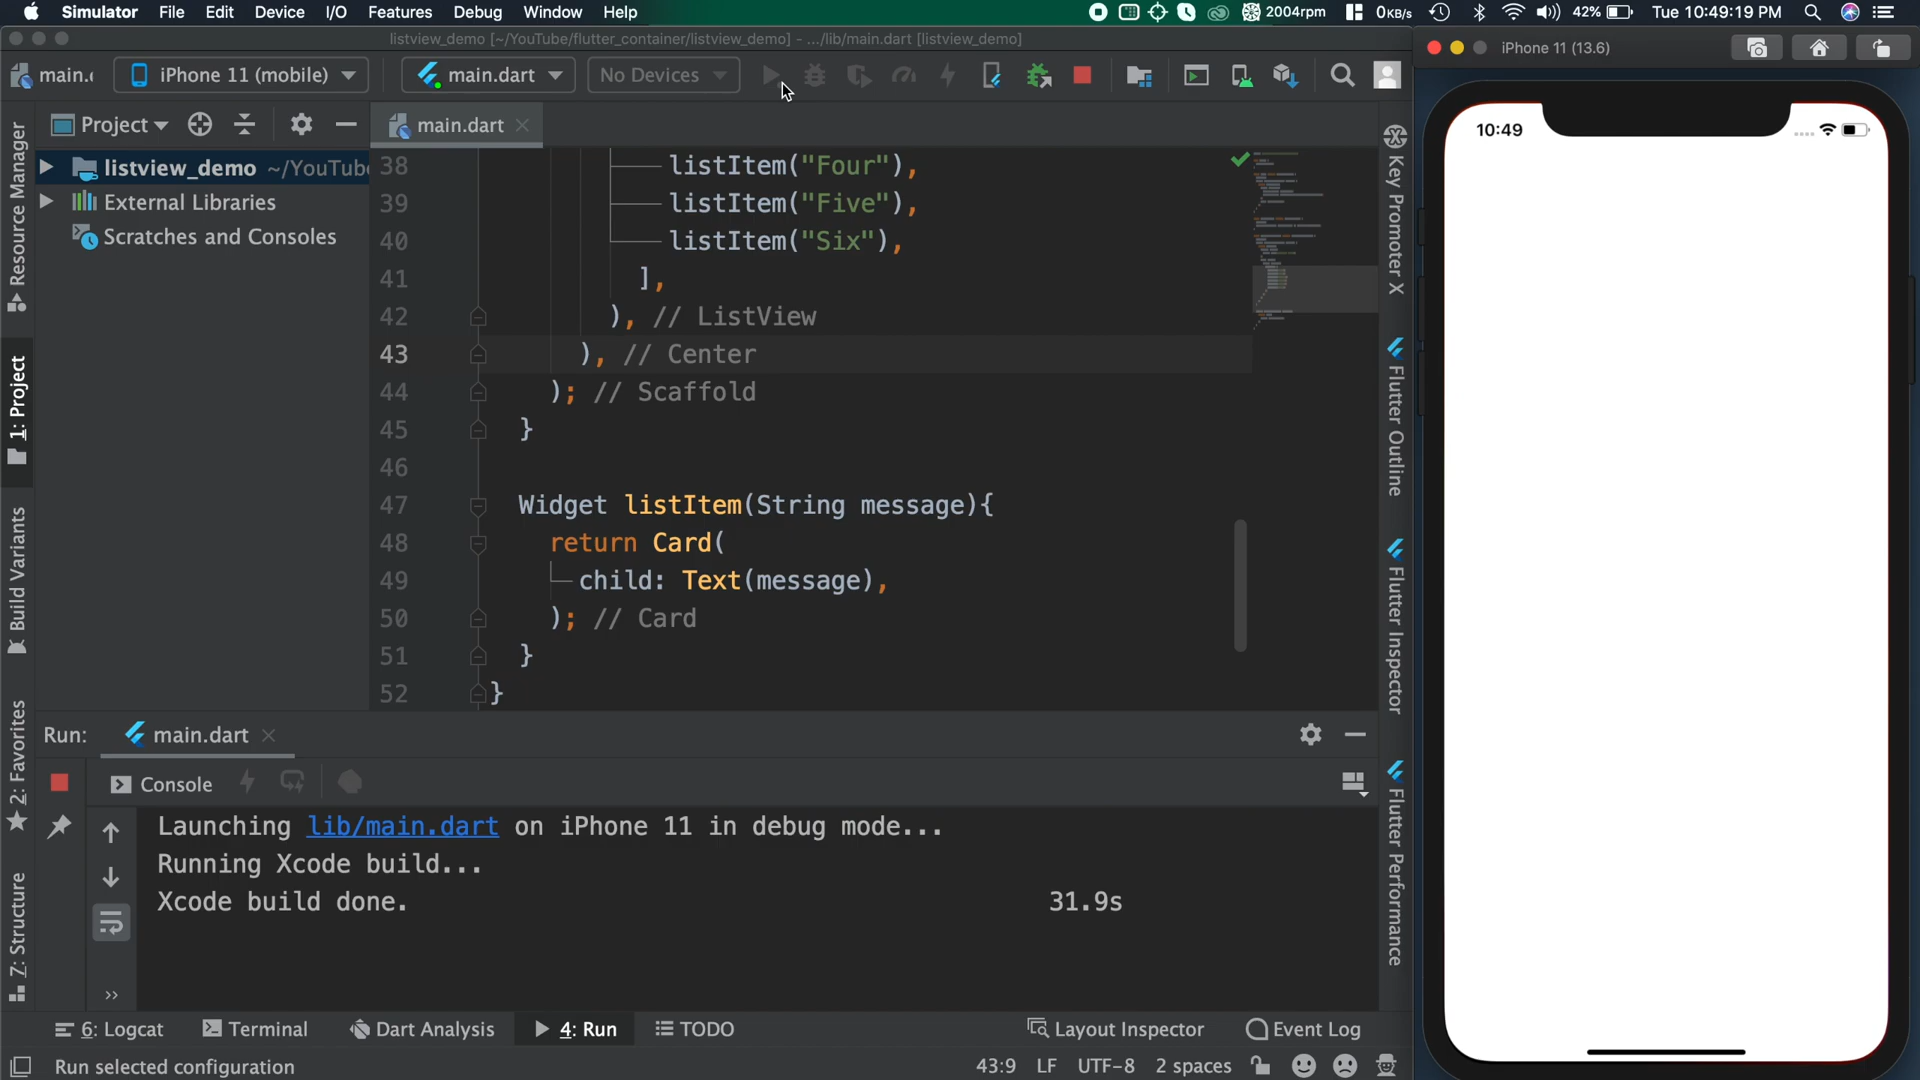 Simulator File Edit Device I/O Features Debug Window Help 2004rpm 0KB/s 42% Tue 10:49:19 PM
listview_demo [~/YouTube/flutter_container/listview_demo] - .../lib/main.dart [listview_demo]
iPhone 11 (13.6)
main.c iPhone 11 (mobile) main.dart No Devices
Project main.dart
listview_demo ~/YouTube
External Libraries
Scratches and Consoles
38 listItem("Four"),
39 listItem("Five"),
40 listItem("Six"),
41 ],
42 ), // ListView
43 ), // Center
44 ); // Scaffold
45 }
46
47 Widget listItem(String message){
48 return Card(
49 child: Text(message),
50 ); // Card
51 }
52 }
Resource Manager
1: Project
Build Variants
2: Favorites
7: Structure
Key Promoter X
Flutter Outline
Flutter Inspector
Flutter Performance
10:49
Run: main.dart
Console
Launching lib/main.dart on iPhone 11 in debug mode...
Running Xcode build...
Xcode build done. 31.9s
6: Logcat Terminal Dart Analysis 4: Run TODO Layout Inspector Event Log
Run selected configuration 43:9 LF UTF-8 2 spaces